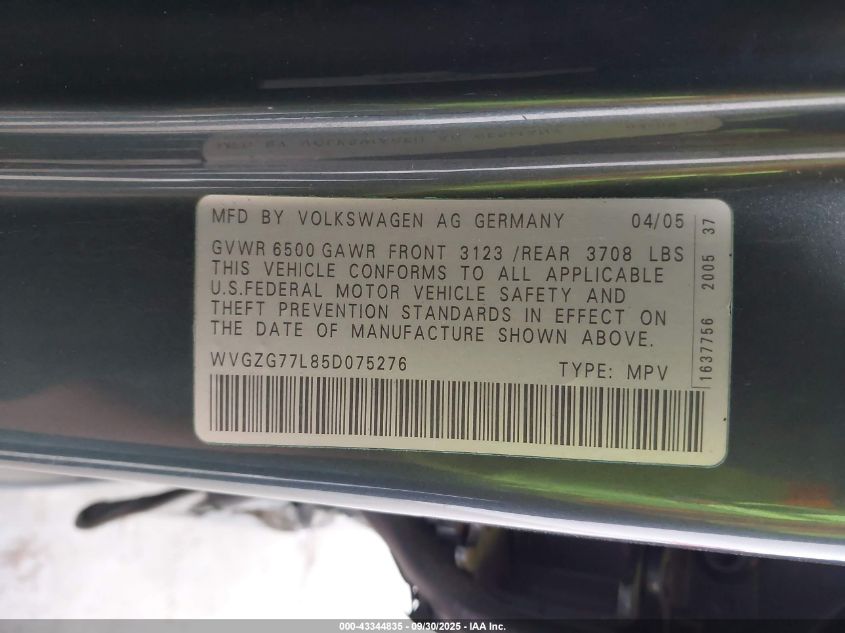 MFD BY VOLKSWAGEN AG GERMANY 04/05
GVWR 6500 GAWR FRONT 3123 /REAR 3708 LBS
THIS VEHICLE CONFORMS TO ALL APPLICABLE
U.S.FEDERAL MOTOR VEHICLE SAFETY AND
THEFT PREVENTION STANDARDS IN EFFECT ON
THE DATE OF MANUFACTURE SHOWN ABOVE.
WVGZG77L85D075276 TYPE: MPV
1637756 2005 37
000-43344835 - 09/30/2025 - IAA Inc.